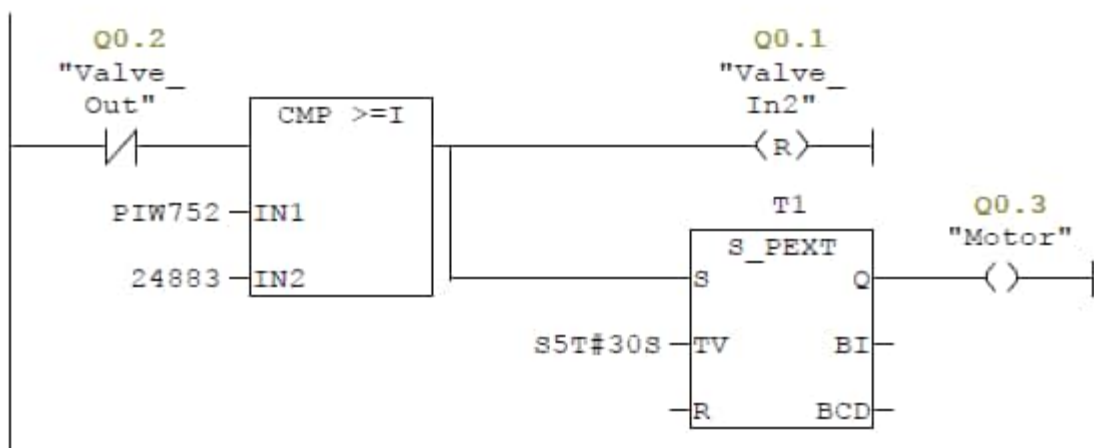 Q0.2
"Valve_
Out"
CMP >=I
Q0.1
"Valve_
In2"
R
PIW752
IN1
24883
IN2
T1
S_PEXT
Q0.3
"Motor"
S
Q
S5T#30S
TV
BI
R
BCD